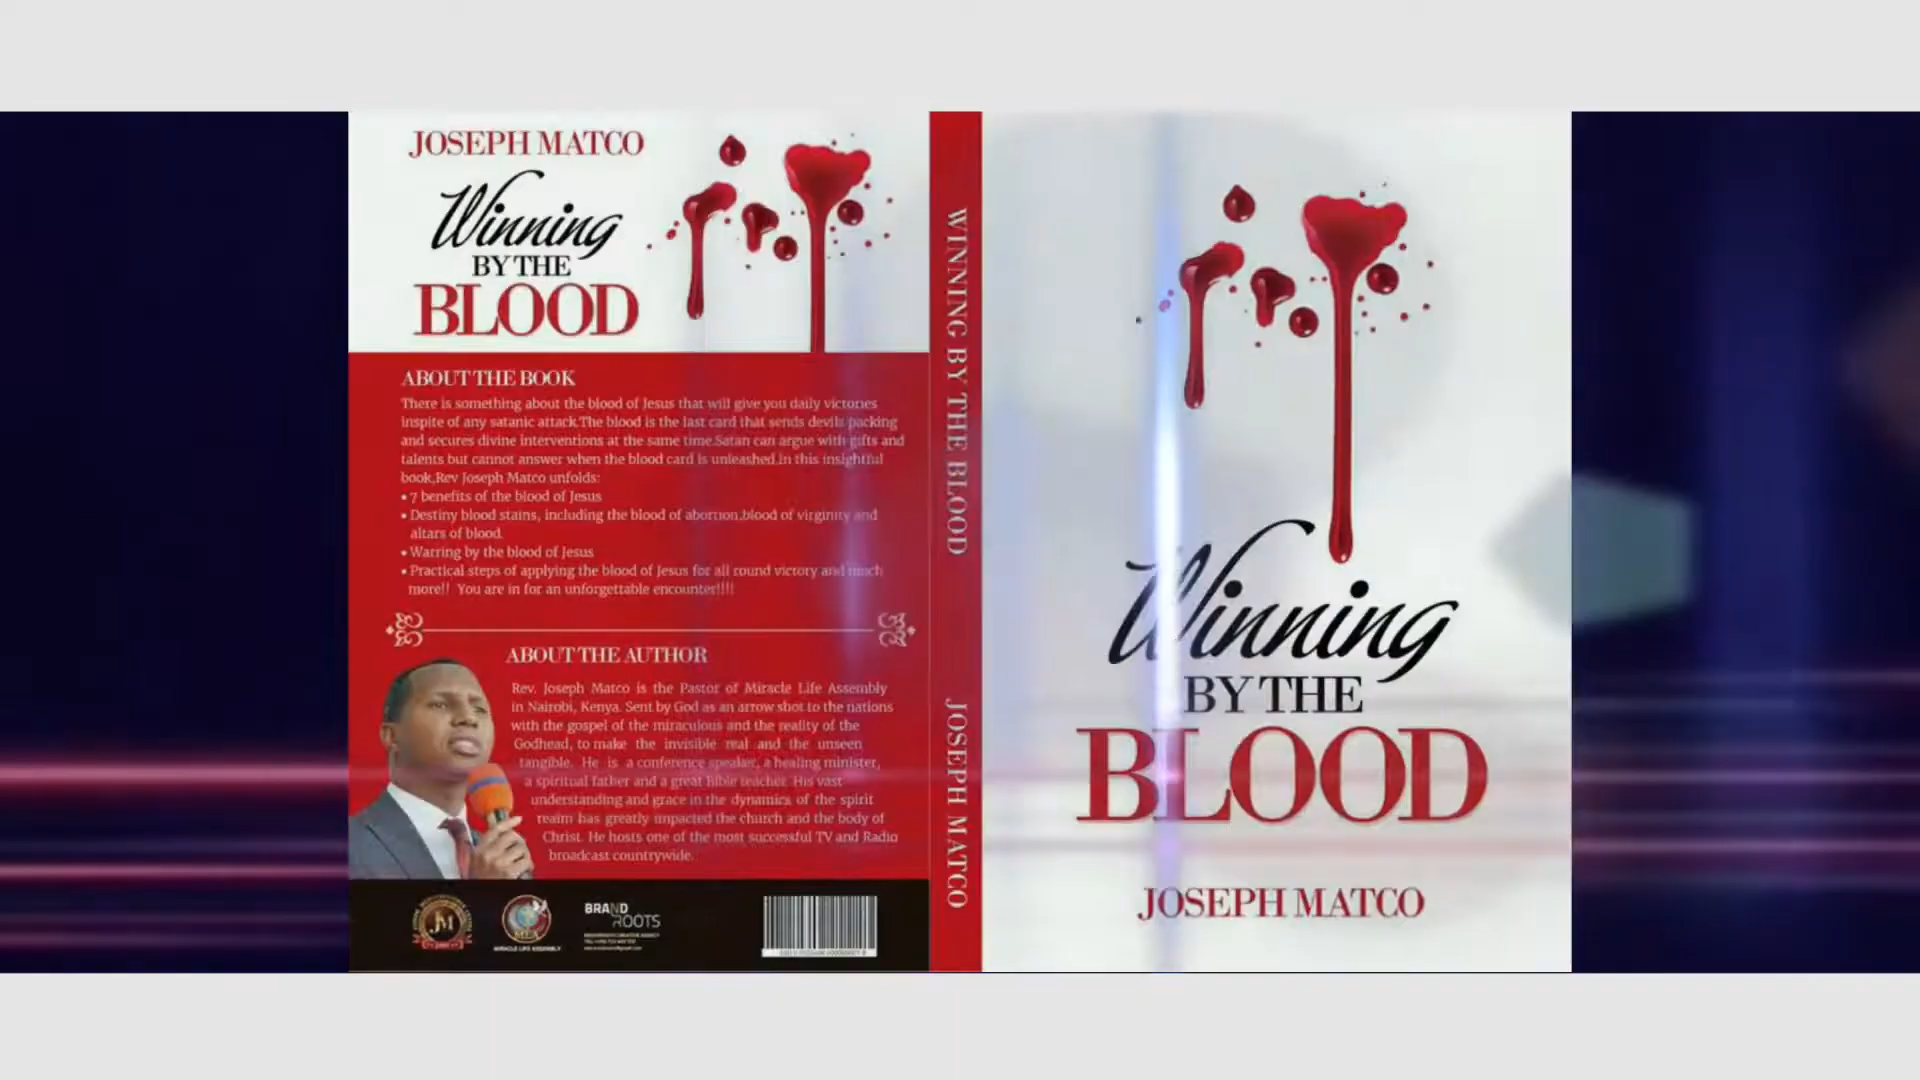 JOSEPH MATCO
Winning
BY THE
BLOOD
ABOUT THE BOOK
There is something about the blood of Jesus that will give you daily victories
inspite of any satanic attack.The blood is the last card that sends devils packing
and secures divine interventions at the same time.Satan can argue with gifts and
talents but cannot answer when the blood card is unleashed.In this insightful
book,Rev Joseph Matco unfolds:
• 7 benefits of the blood of Jesus
• Destiny blood stains, including the blood of abortion,blood of virginity and
altars of blood.
• Warring by the blood of Jesus
• Practical steps of applying the blood of Jesus for all round victory and much
more!! You are in for an unforgettable encounter!!!!
ABOUT THE AUTHOR
Rev. Joseph Matco is the Pastor of Miracle Life Assembly
in Nairobi, Kenya. Sent by God as an arrow shot to the nations
with the gospel of the miraculous and the reality of the
Godhead, to make the invisible real and the unseen
tangible. He is a conference speaker, a healing minister,
a spiritual father and a great Bible teacher. His vast
understanding and grace in the dynamics of the spirit
realm has greatly impacted the church and the body of
Christ. He hosts one of the most successful TV and Radio
broadcast countrywide.
JM
MLA
MIRACLE LIFE ASSEMBLY
BRAND
ROOTS
WINNING BY THE BLOOD
JOSEPH MATCO
Winning
BY THE
BLOOD
JOSEPH MATCO